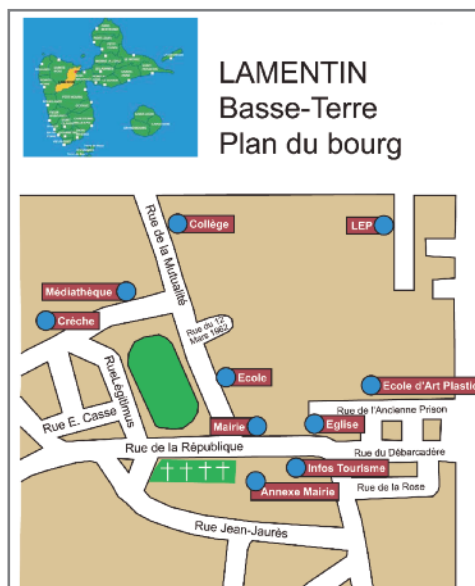 LAMENTIN
Basse-Terre
Plan du bourg
Rue de la Mutualité
Collège
LEP
Médiathèque
Crèche
Rue du 12
Mars 1962
RueLégitimus
Ecole
Ecole d'Art Plastic
Rue E. Casse
Mairie
Eglise
Rue de l'Ancienne Prison
Rue de la République
Rue du Débarcadère
Infos Tourisme
Annexe Mairie
Rue de la Rose
Rue Jean-Jaurès